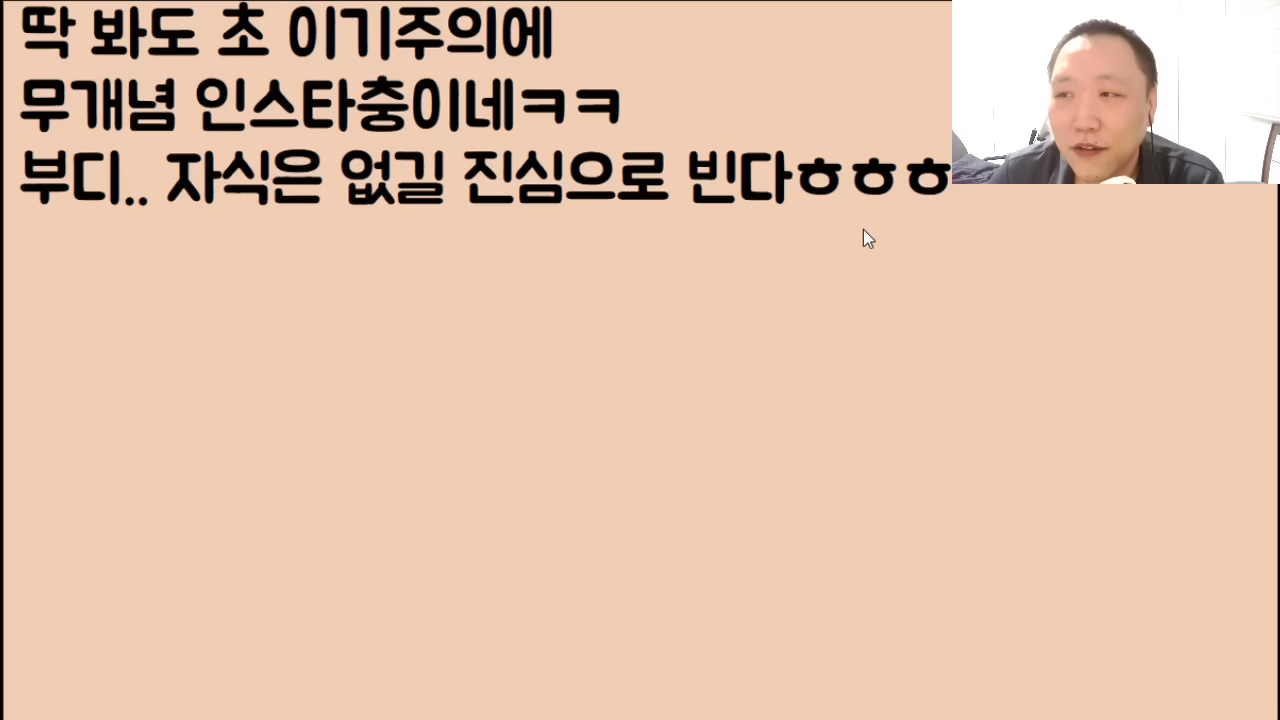 딱 봐도 초 이기주의에
무개념 인스타충이네ㅋㅋ
부디.. 자식은 없길 진심으로 빈다ㅎㅎㅎ